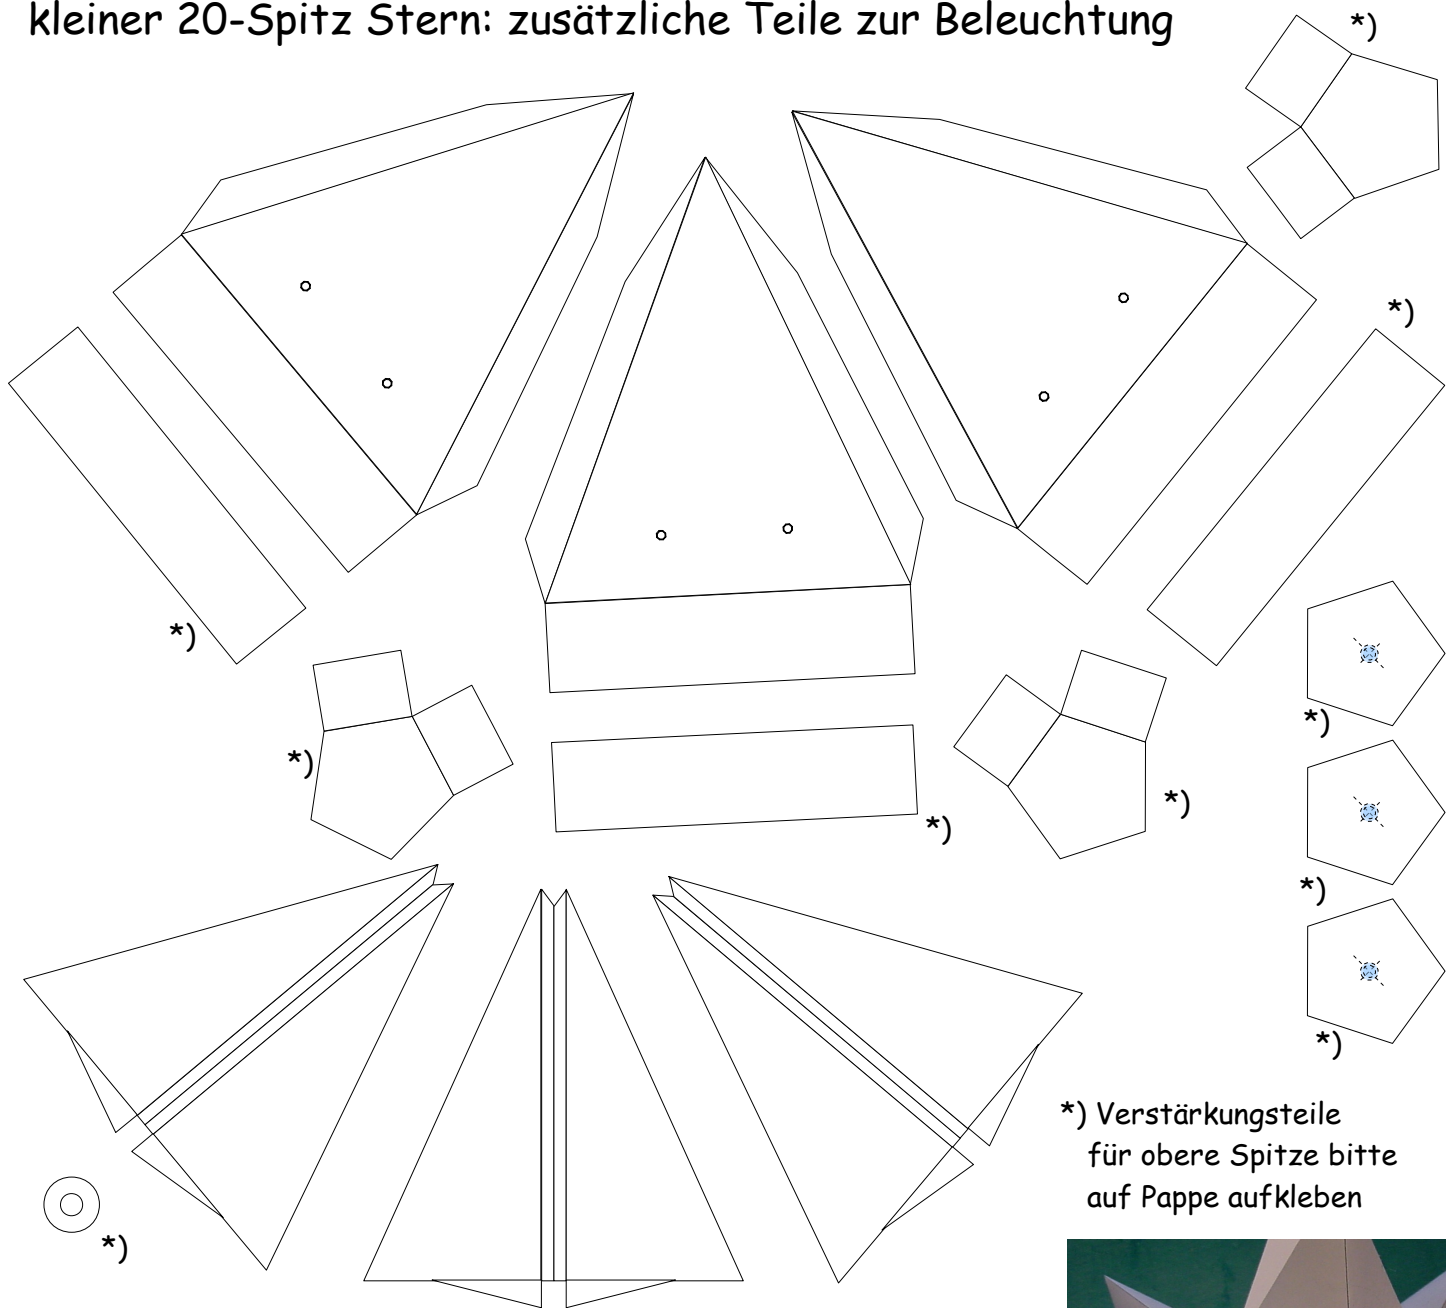 kleiner 20-Spitz Stern: zusätzliche Teile zur Beleuchtung
*)
*)
*)
*)
*)
*)
*)
*)
*)
*) Verstärkungsteile
für obere Spitze bitte
auf Pappe aufkleben
*)